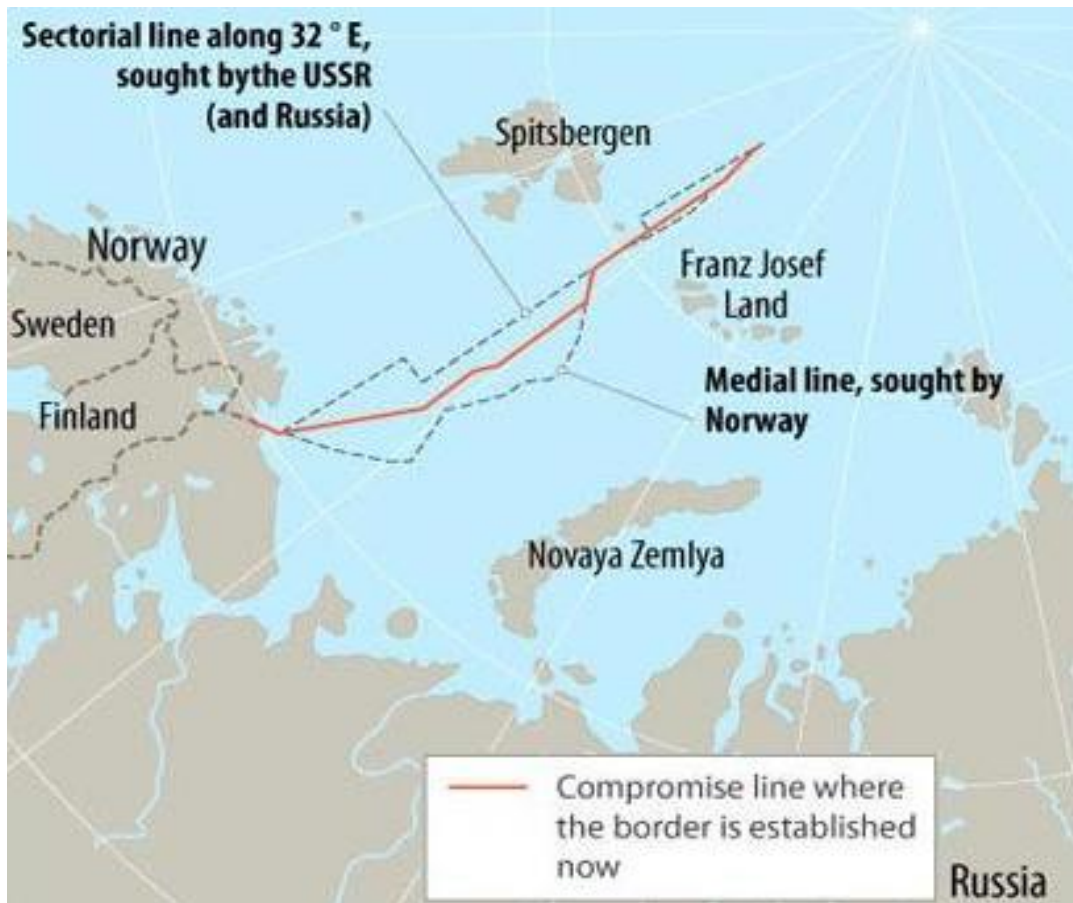 Sectorial line along 32 ° E,
sought bythe USSR
(and Russia)
Spitsbergen
Norway
Franz Josef
Land
Sweden
Medial line, sought by
Norway
Finland
Novaya Zemlya
Compromise line where
the border is established
now
Russia